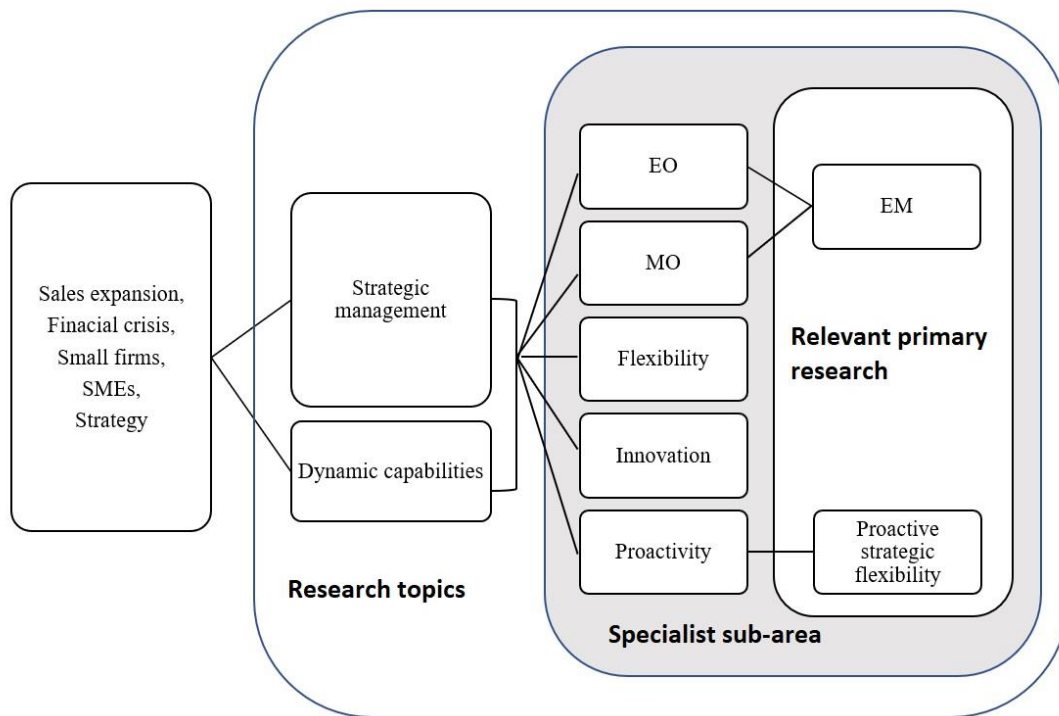 Sales expansion,
Finacial crisis,
Small firms,
SMEs,
Strategy
Strategic
management
Dynamic capabilities
Research topics
EO
MO
Flexibility
Innovation
Proactivity
Specialist sub-area
EM
Relevant primary
research
Proactive
strategic
flexibility